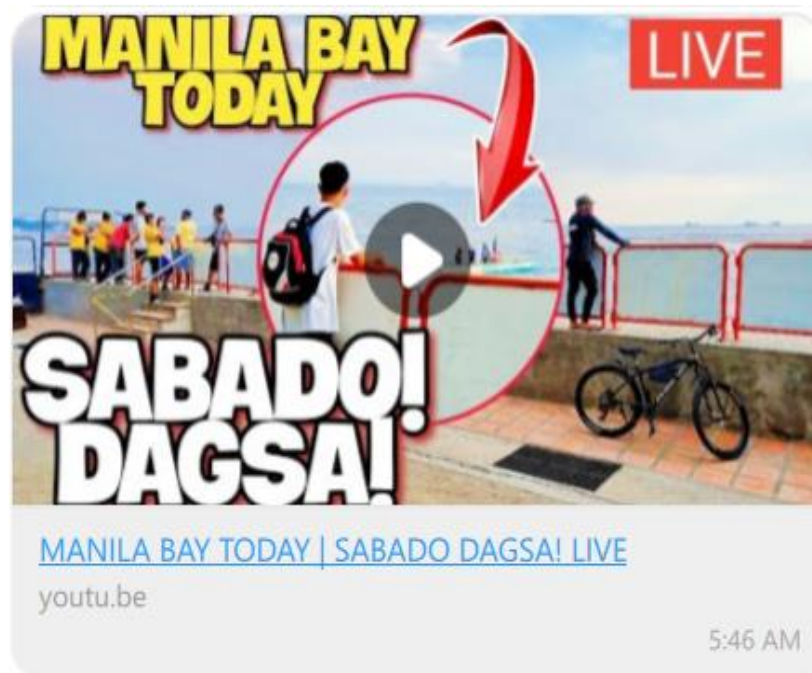 MANILA BAY
TODAY
LIVE
SABADO!
DAGSA!
MANILA BAY TODAY | SABADO DAGSA! LIVE
youtu.be
5:46 AM